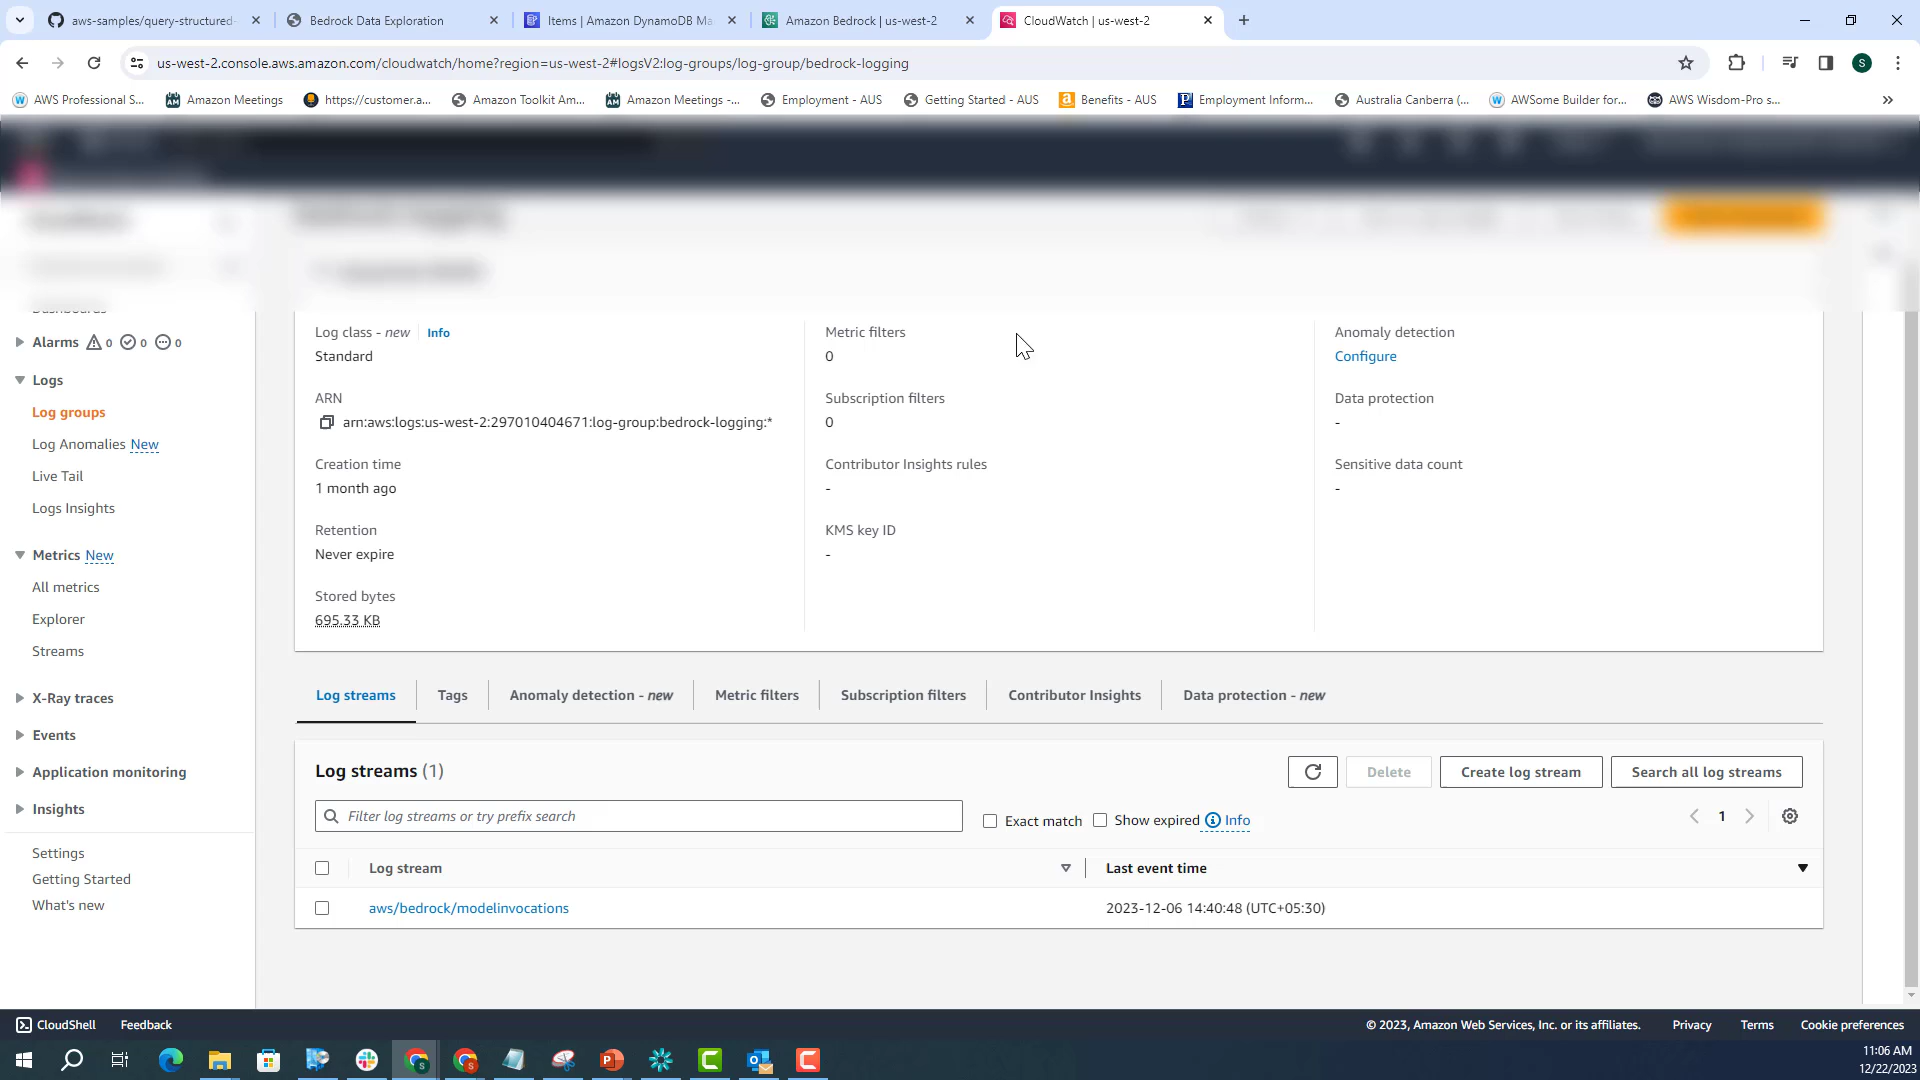 aws-samples/query-structured-
Bedrock Data Exploration
Items | Amazon DynamoDB Ma
Amazon Bedrock | us-west-2
CloudWatch | us-west-2
us-west-2.console.aws.amazon.com/cloudwatch/home?region=us-west-2#logsV2:log-groups/log-group/bedrock-logging
S
AWS Professional S...
Amazon Meetings
https://customer.a...
Amazon Toolkit Am...
Amazon Meetings -...
Employment - AUS
Getting Started - AUS
Benefits - AUS
Employment Inform...
Australia Canberra (...
AWSome Builder for...
AWS Wisdom-Pro s...
Dashboards
Alarms 0 0 0
Logs
Log groups
Log Anomalies New
Live Tail
Logs Insights
Metrics New
All metrics
Explorer
Streams
X-Ray traces
Events
Application monitoring
Insights
Settings
Getting Started
What's new
Log class - new Info
Standard
ARN
arn:aws:logs:us-west-2:297010404671:log-group:bedrock-logging:*
Creation time
1 month ago
Retention
Never expire
Stored bytes
695.33 KB
Metric filters
0
Subscription filters
0
Contributor Insights rules
-
KMS key ID
-
Anomaly detection
Configure
Data protection
-
Sensitive data count
-
Log streams
Tags
Anomaly detection - new
Metric filters
Subscription filters
Contributor Insights
Data protection - new
Log streams (1)
Delete
Create log stream
Search all log streams
Filter log streams or try prefix search
Exact match
Show expired
Info
1
Log stream
Last event time
aws/bedrock/modelinvocations
2023-12-06 14:40:48 (UTC+05:30)
CloudShell
Feedback
© 2023, Amazon Web Services, Inc. or its affiliates.
Privacy
Terms
Cookie preferences
11:06 AM
12/22/2023